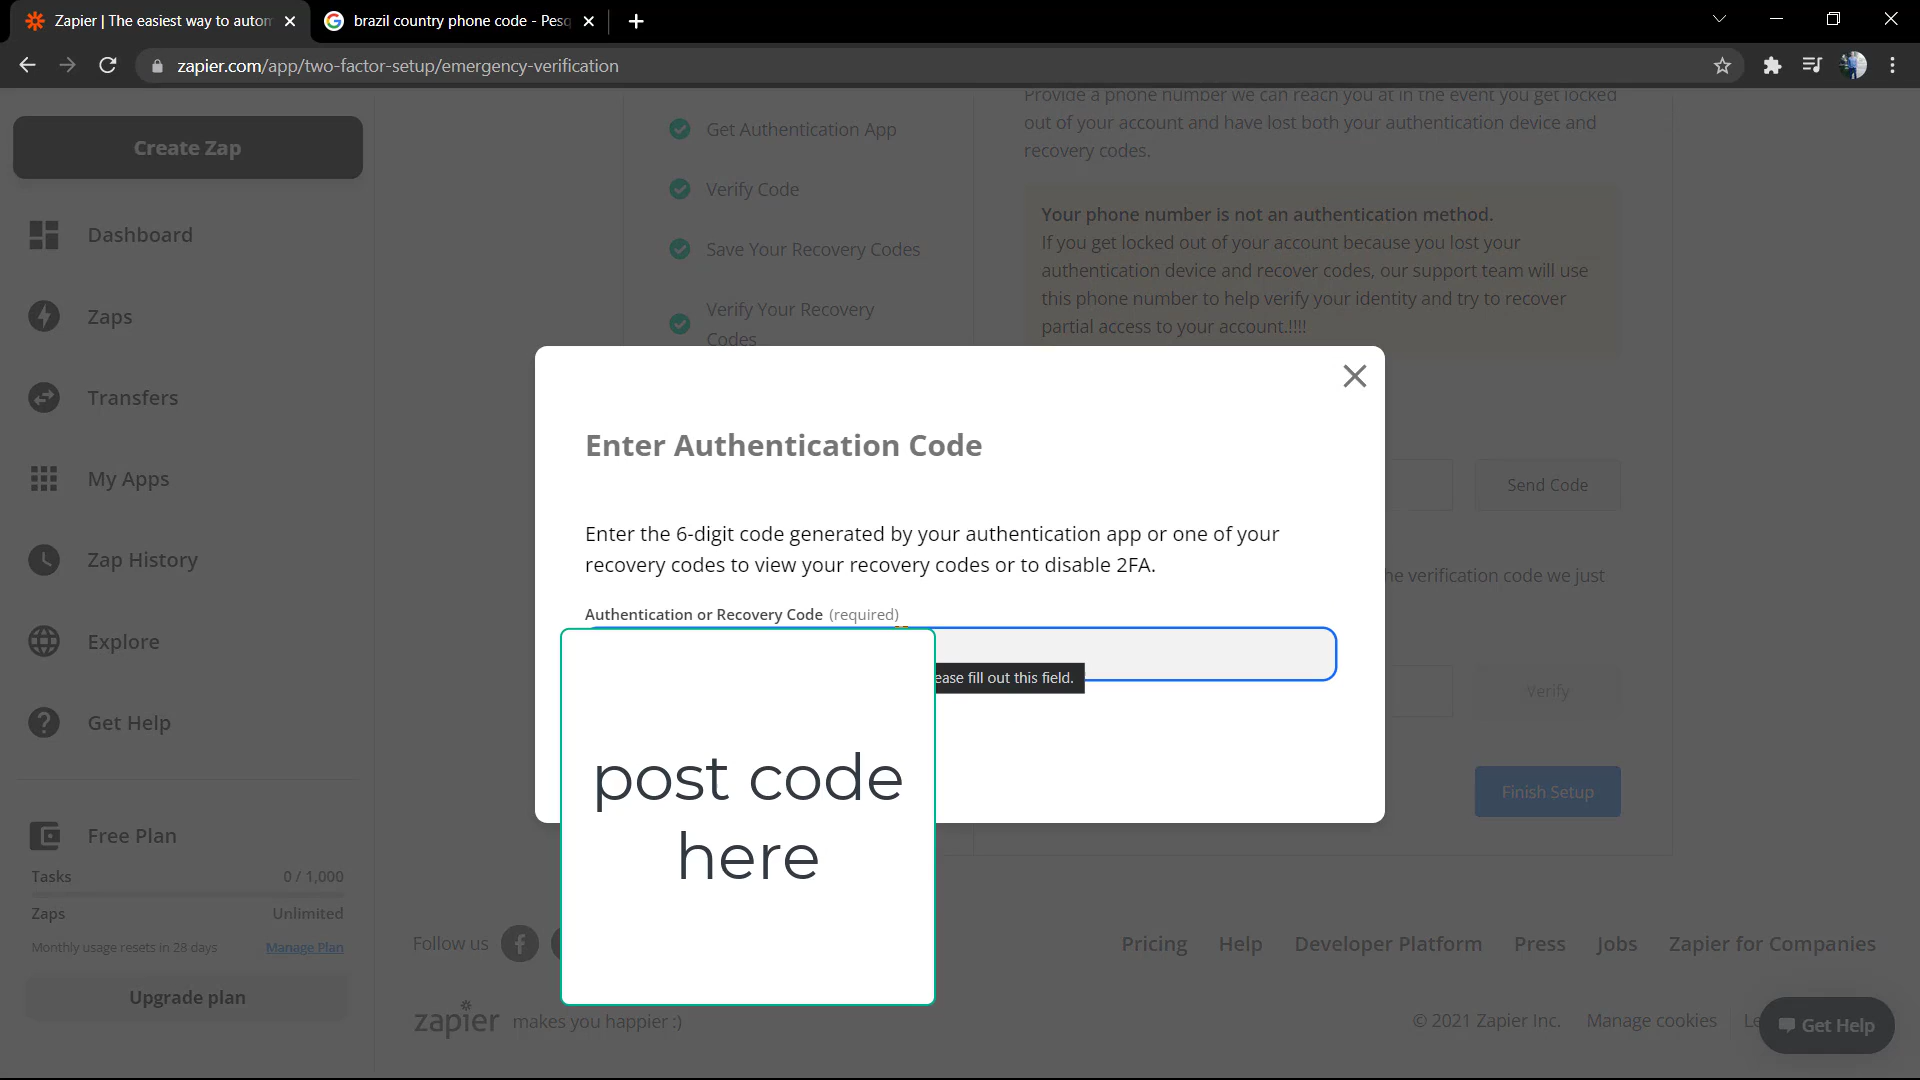 Zapier | The easiest way to autom
brazil country phone code - Pesq
zapier.com/app/two-factor-setup/emergency-verification
Create Zap
Dashboard
Zaps
Transfers
My Apps
Zap History
Explore
Get Help
Free Plan
Tasks 0 / 1,000
Zaps Unlimited
Monthly usage resets in 28 days Manage Plan
Upgrade plan
Get Authentication App
Verify Code
Save Your Recovery Codes
Verify Your Recovery
Codes
Provide a phone number we can reach you at in the event you get locked
out of your account and have lost both your authentication device and
recovery codes.
Your phone number is not an authentication method.
If you get locked out of your account because you lost your
authentication device and recover codes, our support team will use
this phone number to help verify your identity and try to recover
partial access to your account.!!!!
Send Code
he verification code we just
Verify
Finish Setup
Enter Authentication Code
Enter the 6-digit code generated by your authentication app or one of your
recovery codes to view your recovery codes or to disable 2FA.
Authentication or Recovery Code (required)
ease fill out this field.
post code
here
Follow us
Pricing Help Developer Platform Press Jobs Zapier for Companies
zapier makes you happier :)
© 2021 Zapier Inc. Manage cookies Le
Get Help